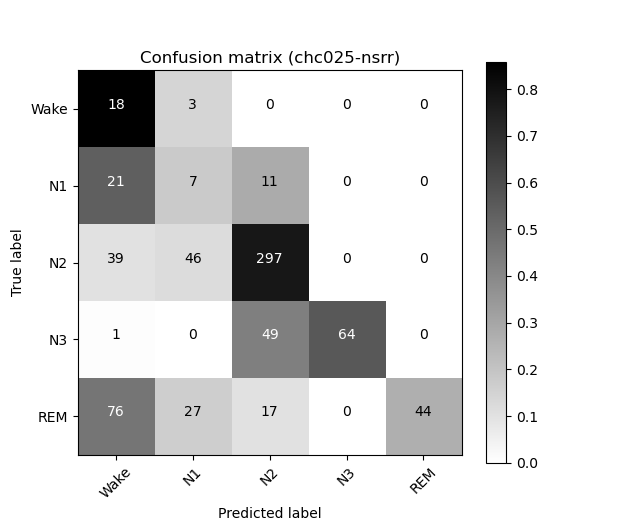 Confusion matrix (chc025-nsrr)
True label
Wake 18 3 0 0 0
N1 21 7 11 0 0
N2 39 46 297 0 0
N3 1 0 49 64 0
REM 76 27 17 0 44
Wake N1 N2 N3 REM
Predicted label
0.8
0.7
0.6
0.5
0.4
0.3
0.2
0.1
0.0